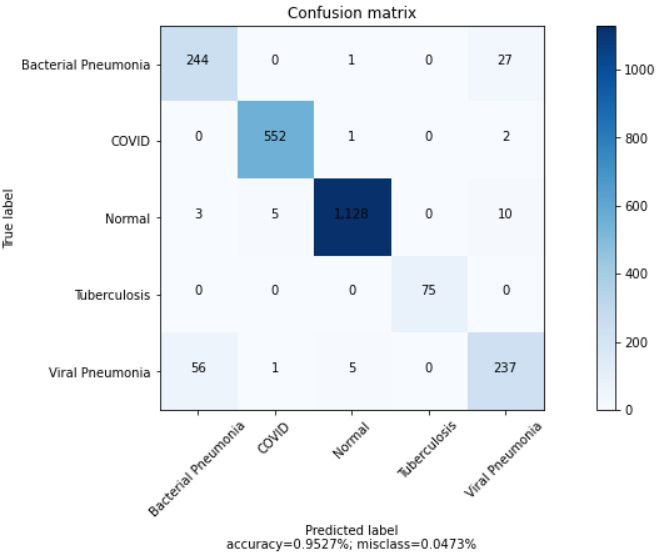 Confusion matrix
Bacterial Pneumonia 244 0 1 0 27
COVID 0 552 1 0 2
Normal 3 5 1,128 0 10
Tuberculosis 0 0 0 75 0
Viral Pneumonia 56 1 5 0 237
True label
Bacterial Pneumonia COVID Normal Tuberculosis Viral Pneumonia
Predicted label
accuracy=0.9527%; misclass=0.0473%
1000
800
600
400
200
0